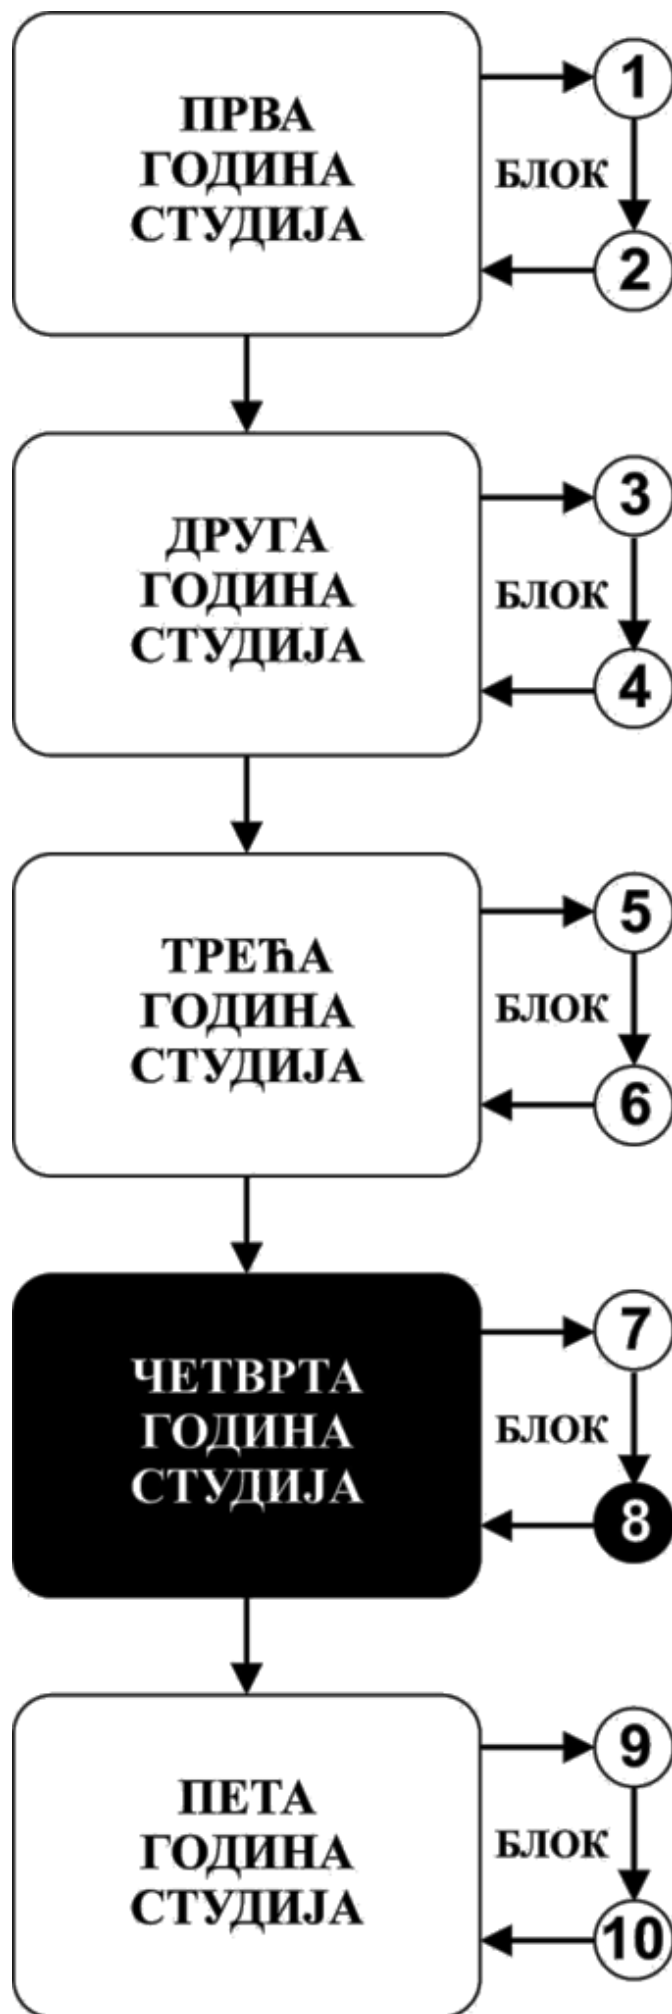 ПРВА
ГОДИНА
СТУДИЈА
1
БЛОК
2
ДРУГА
ГОДИНА
СТУДИЈА
3
БЛОК
4
ТРЕЋА
ГОДИНА
СТУДИЈА
5
БЛОК
6
ЧЕТВРТА
ГОДИНА
СТУДИЈА
7
БЛОК
8
ПЕТА
ГОДИНА
СТУДИЈА
9
БЛОК
10